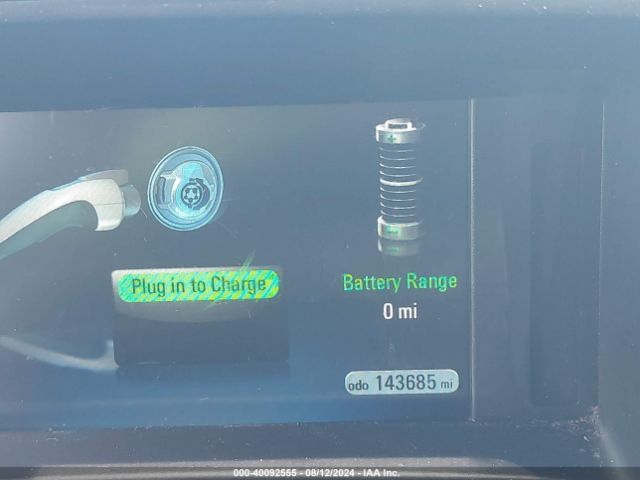 Plug in to Charge
Battery Range
0 mi
odo 143685 mi
000-40092555 - 08/12/2024 - IAA Inc.